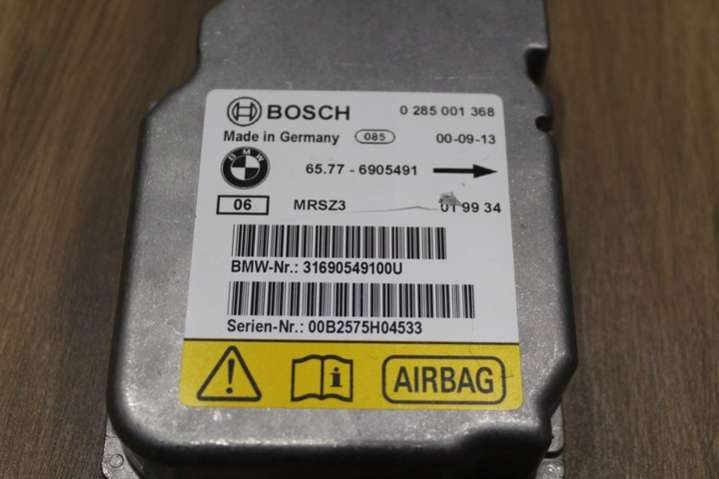 BOSCH 0 285 001 368
Made in Germany 085 00-09-13
BMW 65.77 - 6905491
06 MRSZ3 01 99 34
BMW-Nr.: 31690549100U
Serien-Nr.: 00B2575H04533
! i AIRBAG